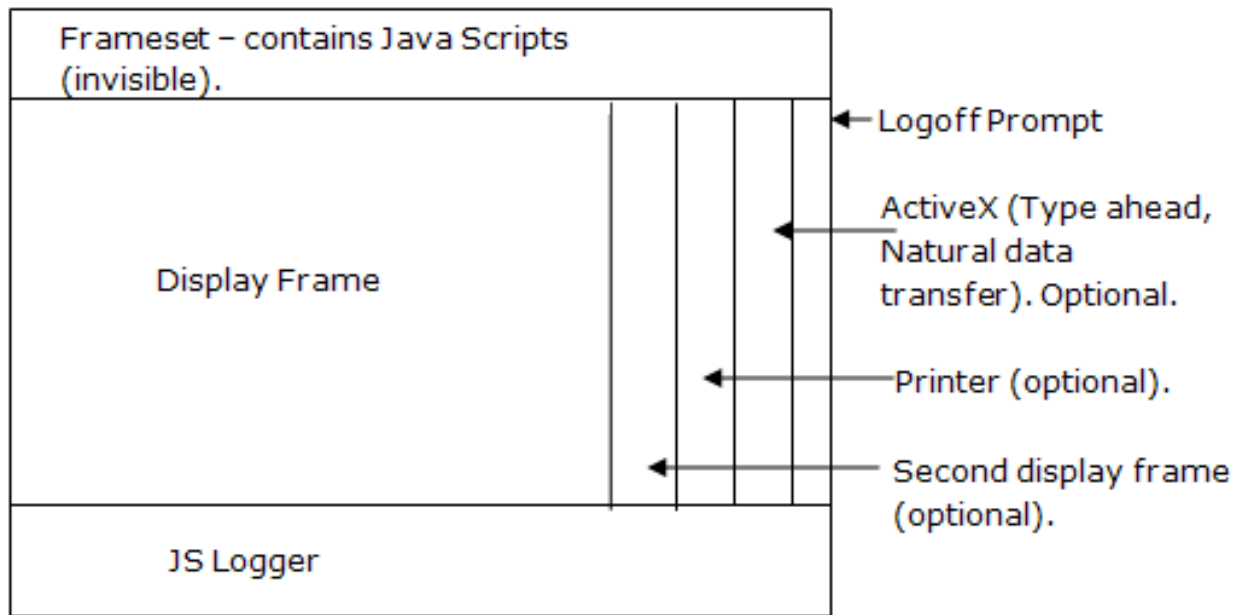 Frameset – contains Java Scripts
(invisible).
Logoff Prompt
ActiveX (Type ahead,
Natural data
transfer). Optional.
Display Frame
Printer (optional).
Second display frame
(optional).
JS Logger